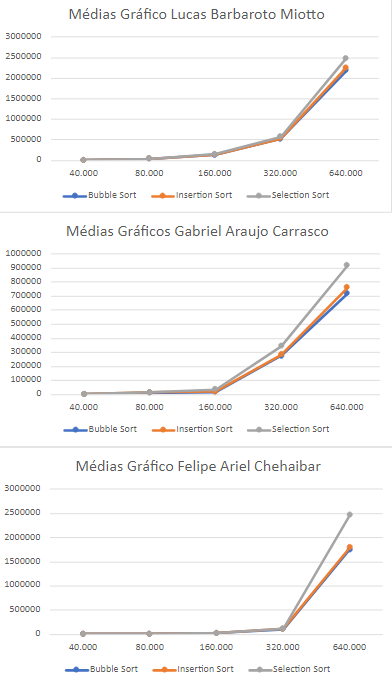 Médias Gráfico Lucas Barbaroto Miotto
3000000
2500000
2000000
1500000
1000000
500000
0
40.000 80.000 160.000 320.000 640.000
Bubble Sort Insertion Sort Selection Sort
Médias Gráficos Gabriel Araujo Carrasco
1000000
900000
800000
700000
600000
500000
400000
300000
200000
100000
0
40.000 80.000 160.000 320.000 640.000
Bubble Sort Insertion Sort Selection Sort
Médias Gráfico Felipe Ariel Chehaibar
3000000
2500000
2000000
1500000
1000000
500000
0
40.000 80.000 160.000 320.000 640.000
Bubble Sort Insertion Sort Selection Sort